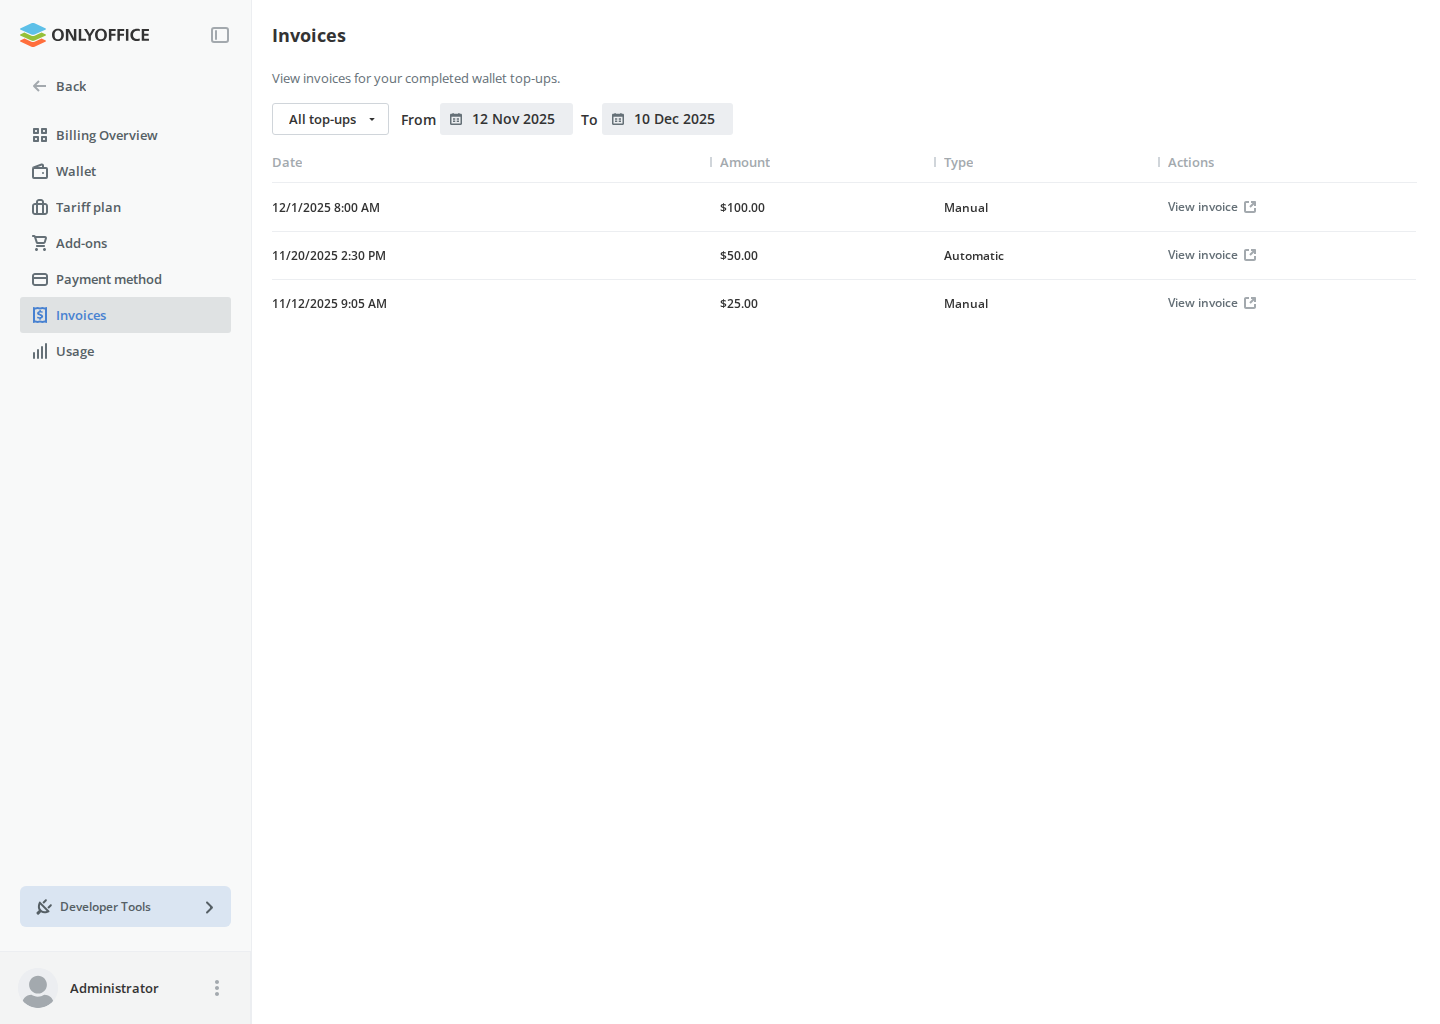 ONLYOFFICE
Back
Billing Overview
Wallet
Tariff plan
Add-ons
Payment method
Invoices
Usage
Developer Tools
Administrator
Invoices
View invoices for your completed wallet top-ups.
All top-ups From 12 Nov 2025 To 10 Dec 2025
Date Amount Type Actions
12/1/2025 8:00 AM $100.00 Manual View invoice
11/20/2025 2:30 PM $50.00 Automatic View invoice
11/12/2025 9:05 AM $25.00 Manual View invoice